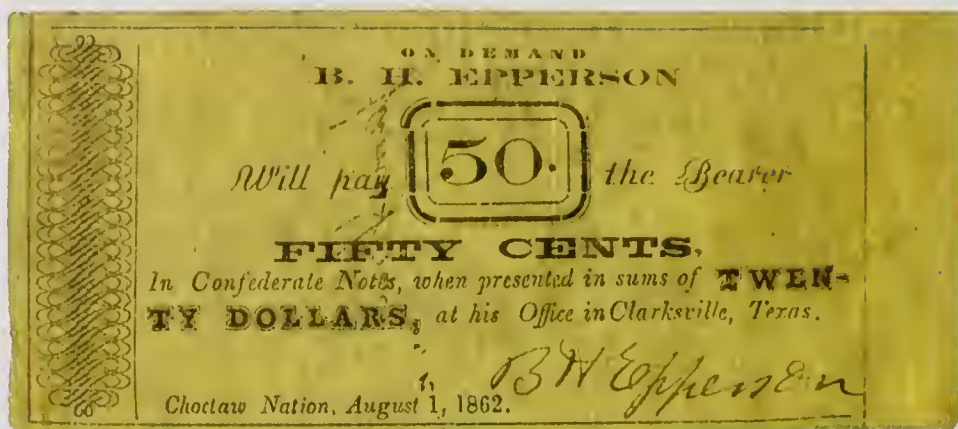 ON DEMAND
B. H. EPPERSON
Will pay 50. the Bearer
FIFTY CENTS,
In Confederate Notes, when presented in sums of TWEN-
TY DOLLARS, at his Office in Clarksville, Texas.
B H Epperson
Choctaw Nation, August 1, 1862.